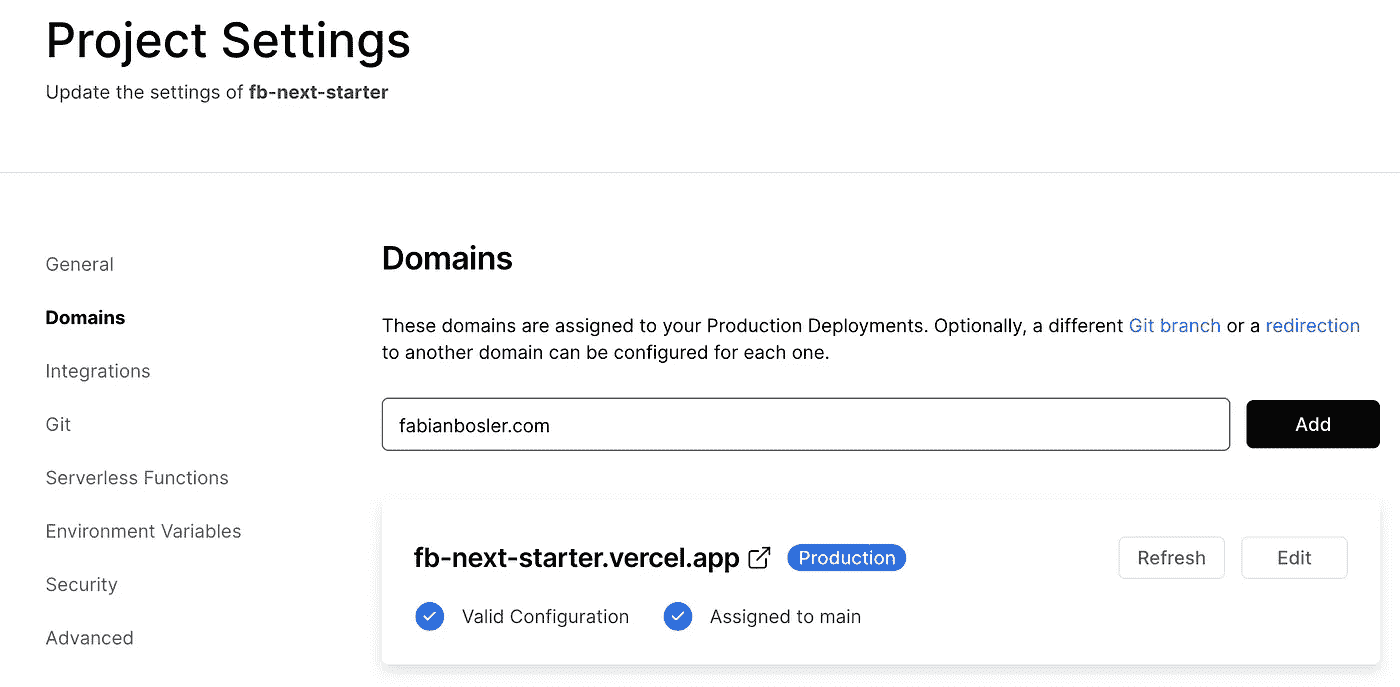 Project Settings
Update the settings of fb-next-starter
General
Domains
Integrations
Git
Serverless Functions
Environment Variables
Security
Advanced
Domains
These domains are assigned to your Production Deployments. Optionally, a different Git branch or a redirection
to another domain can be configured for each one.
fabianbosler.com
Add
fb-next-starter.vercel.app Production
Refresh Edit
Valid Configuration Assigned to main